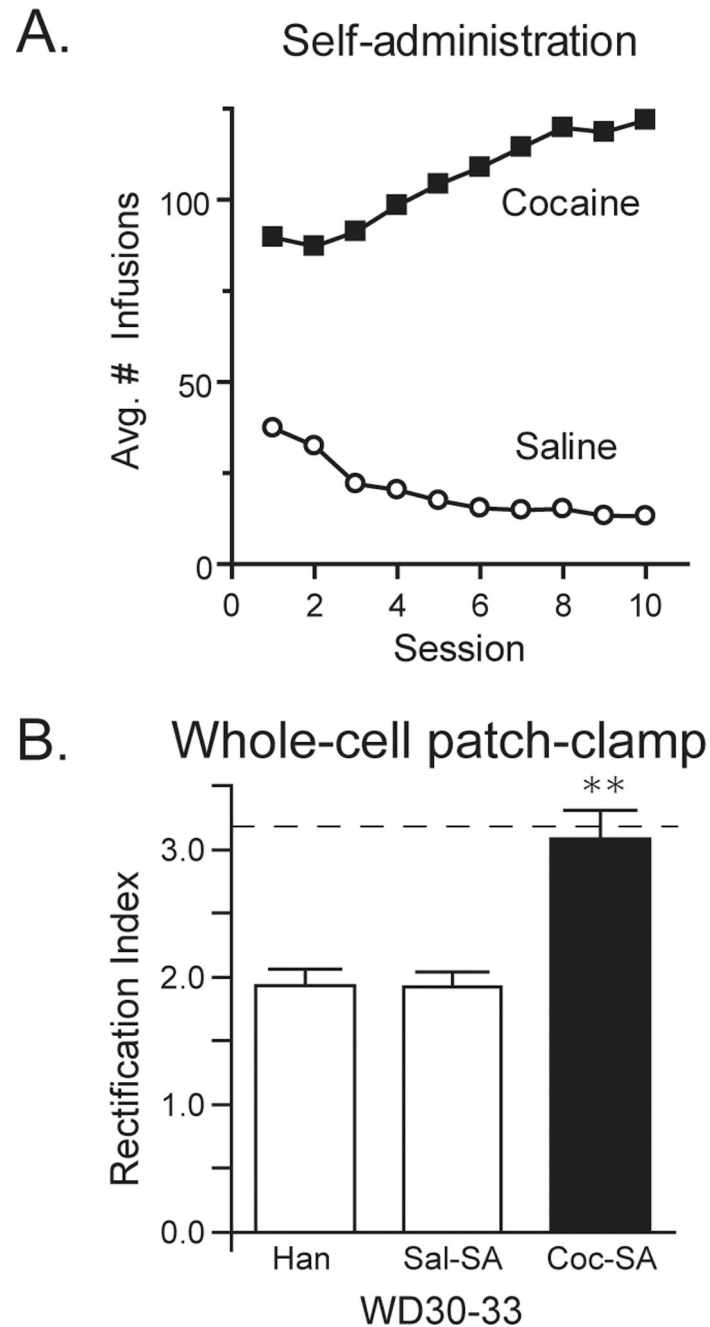 A.
Self-administration
Avg. # Infusions
100
50
0
Cocaine
Saline
0 2 4 6 8 10
Session
B.
Whole-cell patch-clamp
**
Rectification Index
3.0
2.0
1.0
0.0
Han Sal-SA Coc-SA
WD30-33